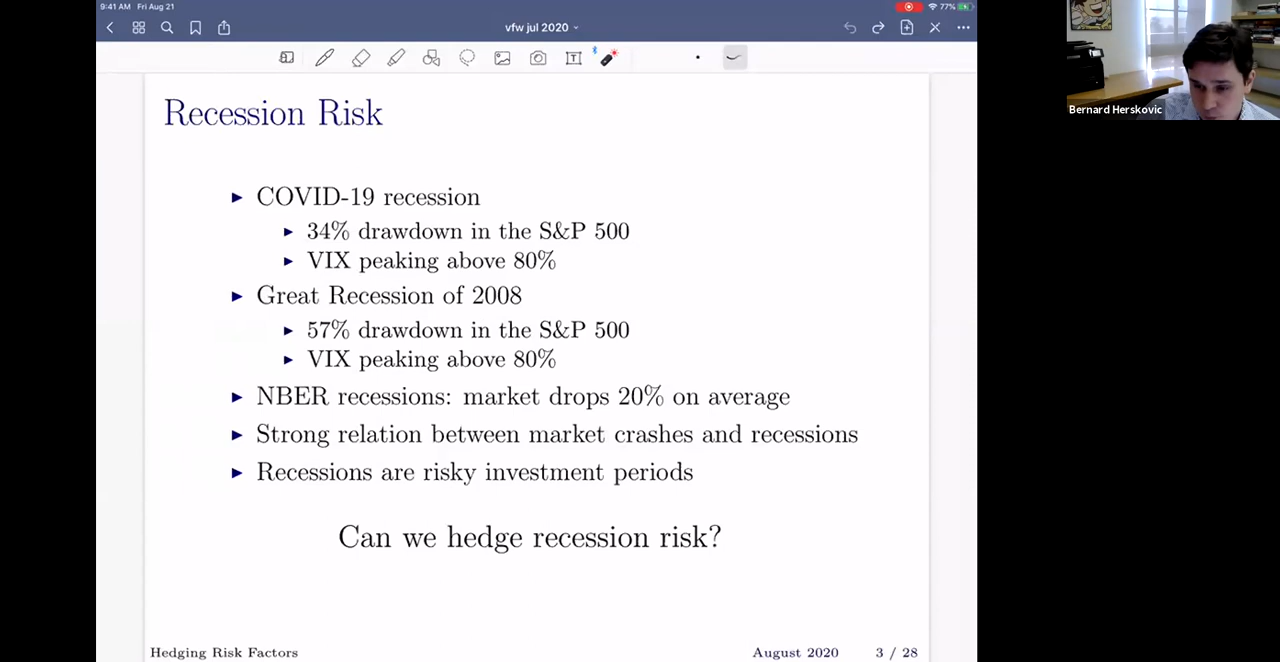 9:41 AM Fri Aug 21
77%
vfw jul 2020
T
Bernard Herskovic
Recession Risk
COVID-19 recession
34% drawdown in the S&P 500
VIX peaking above 80%
Great Recession of 2008
57% drawdown in the S&P 500
VIX peaking above 80%
NBER recessions: market drops 20% on average
Strong relation between market crashes and recessions
Recessions are risky investment periods
Can we hedge recession risk?
Hedging Risk Factors
August 2020 3 / 28